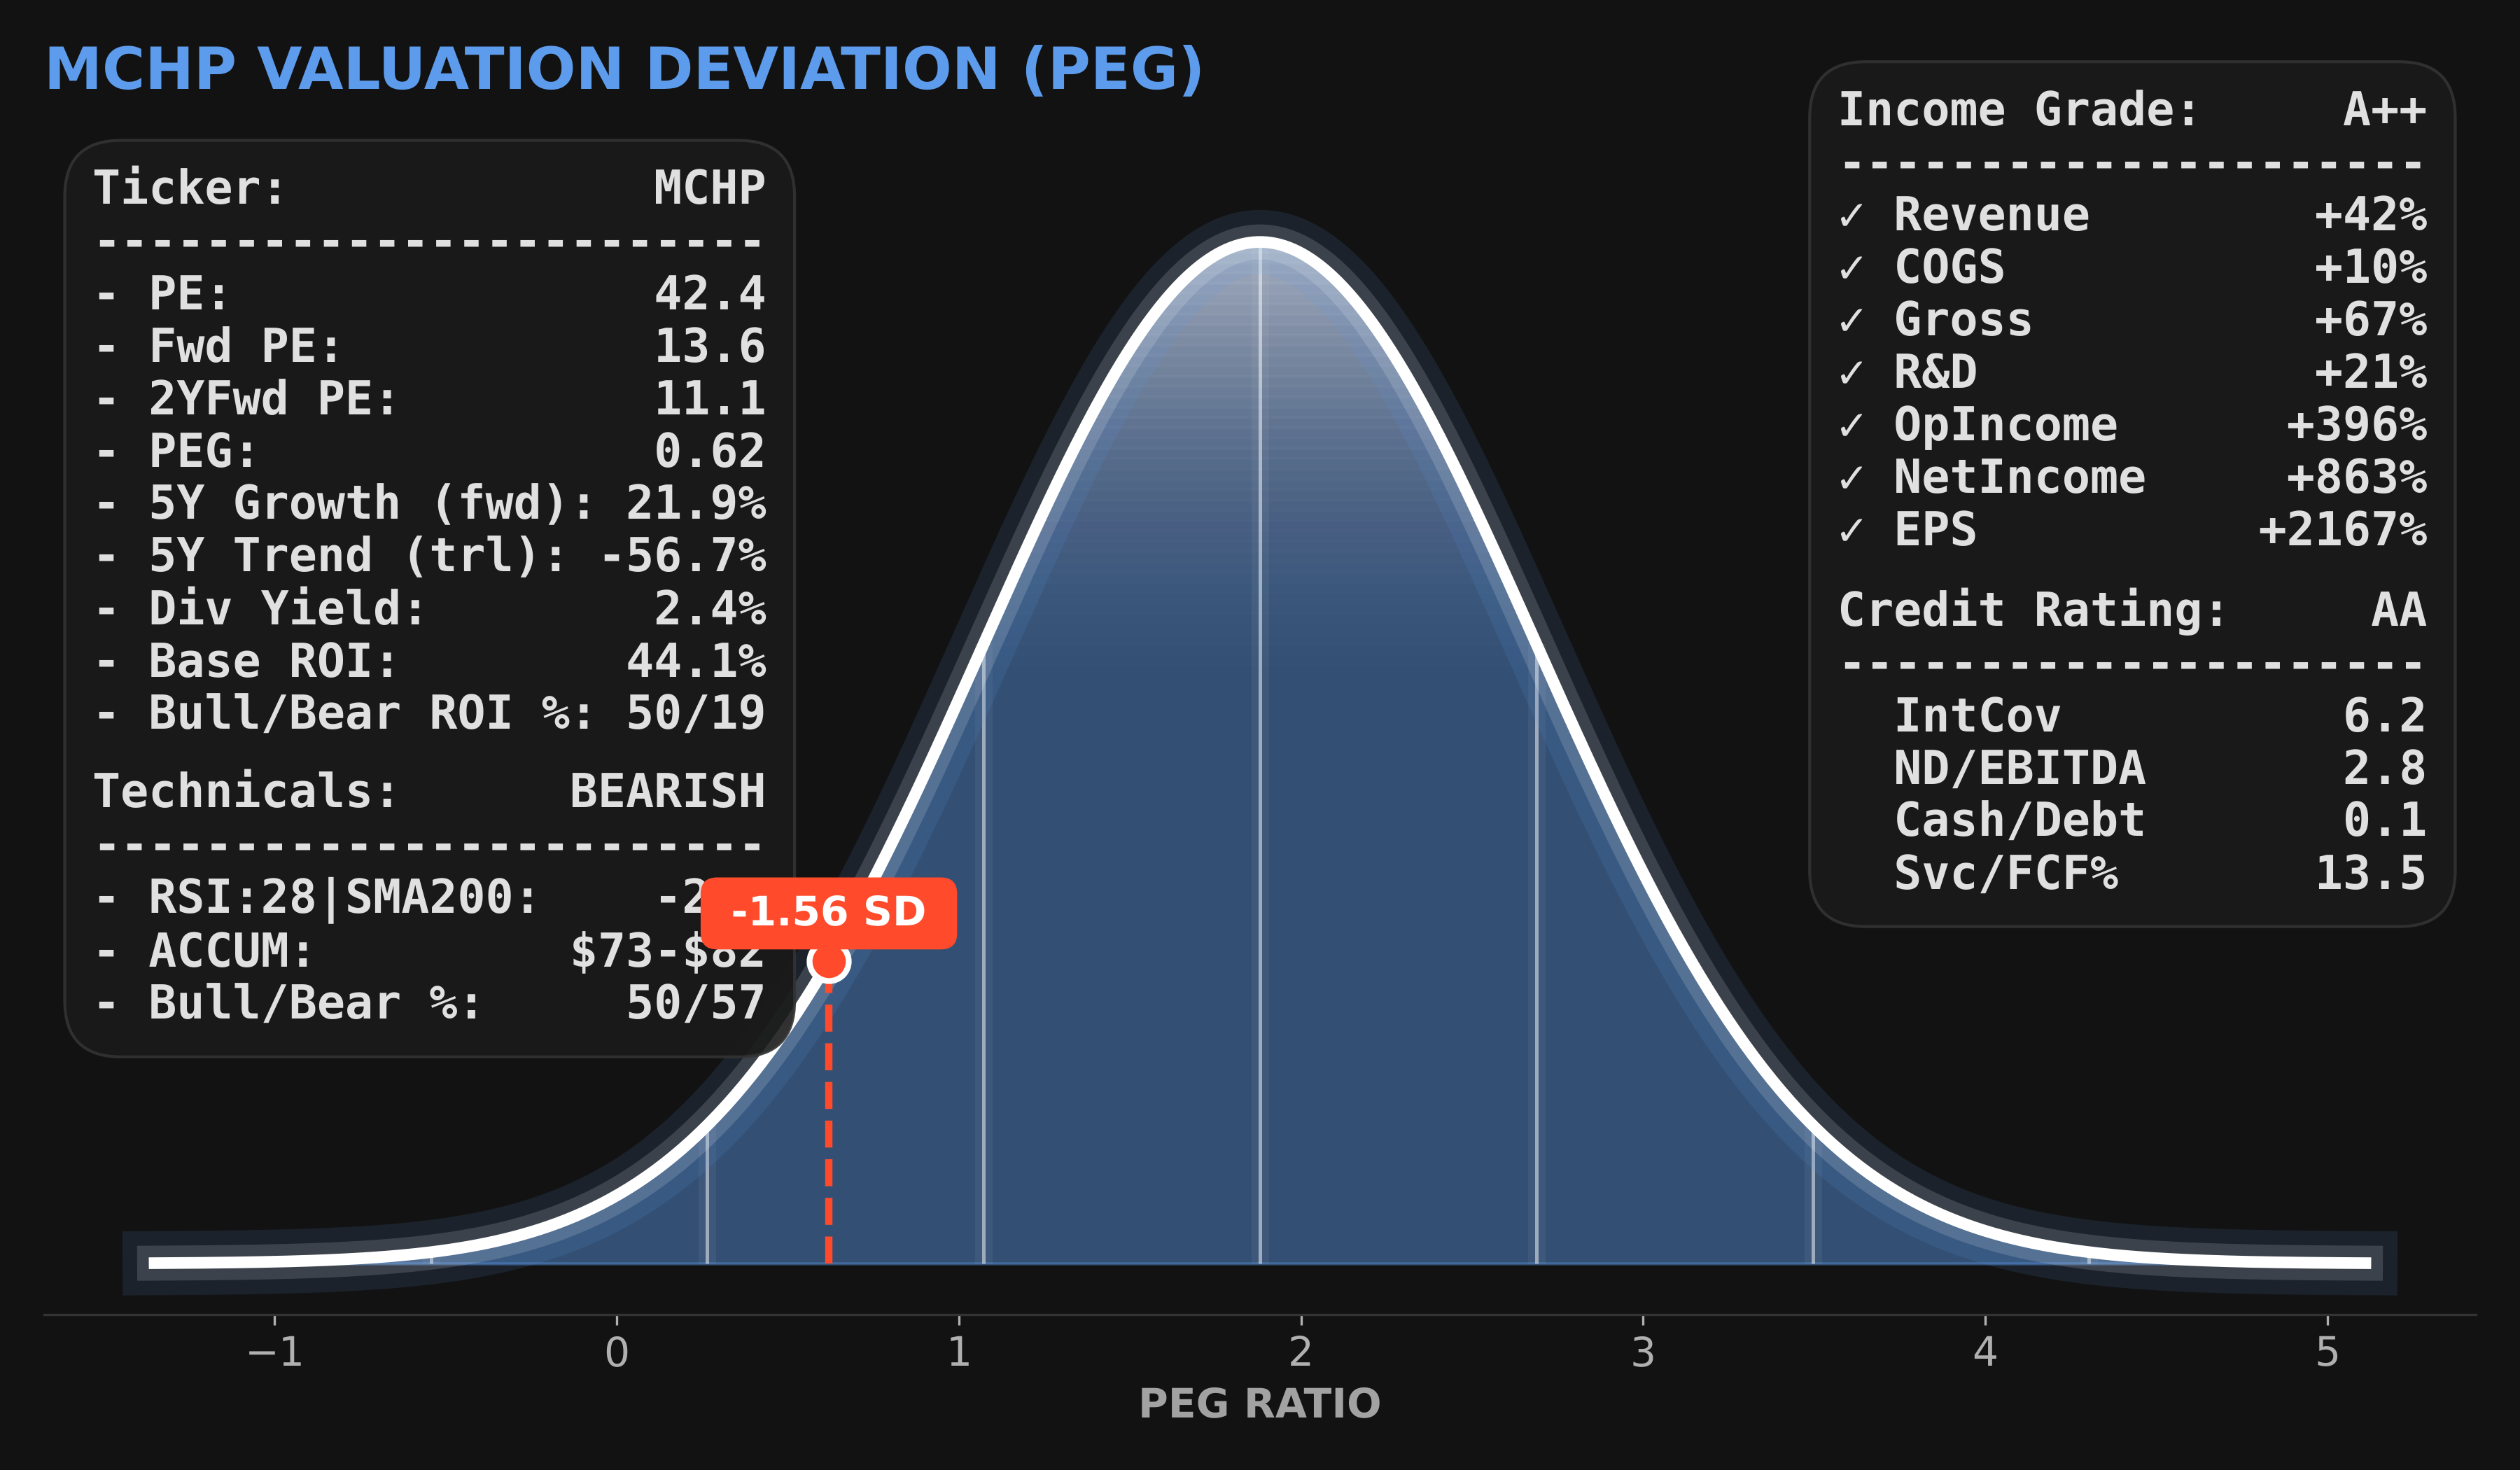 MCHP VALUATION DEVIATION (PEG)
Ticker: MCHP
--------------------------
- PE: 42.4
- Fwd PE: 13.6
- 2YFwd PE: 11.1
- PEG: 0.62
- 5Y Growth (fwd): 21.9%
- 5Y Trend (trl): -56.7%
- Div Yield: 2.4%
- Base ROI: 44.1%
- Bull/Bear ROI %: 50/19
Technicals: BEARISH
------------------------
- RSI:28|SMA200:
- ACCUM: $73-$82
- Bull/Bear %: 50/57
-1.56 SD
Income Grade: A++
---------------------
✓ Revenue +42%
✓ COGS +10%
✓ Gross +67%
✓ R&D +21%
✓ OpIncome +396%
✓ NetIncome +863%
✓ EPS +2167%
Credit Rating: AA
---------------------
IntCov 6.2
ND/EBITDA 2.8
Cash/Debt 0.1
Svc/FCF% 13.5
−1 0 1 2 3 4 5
PEG RATIO